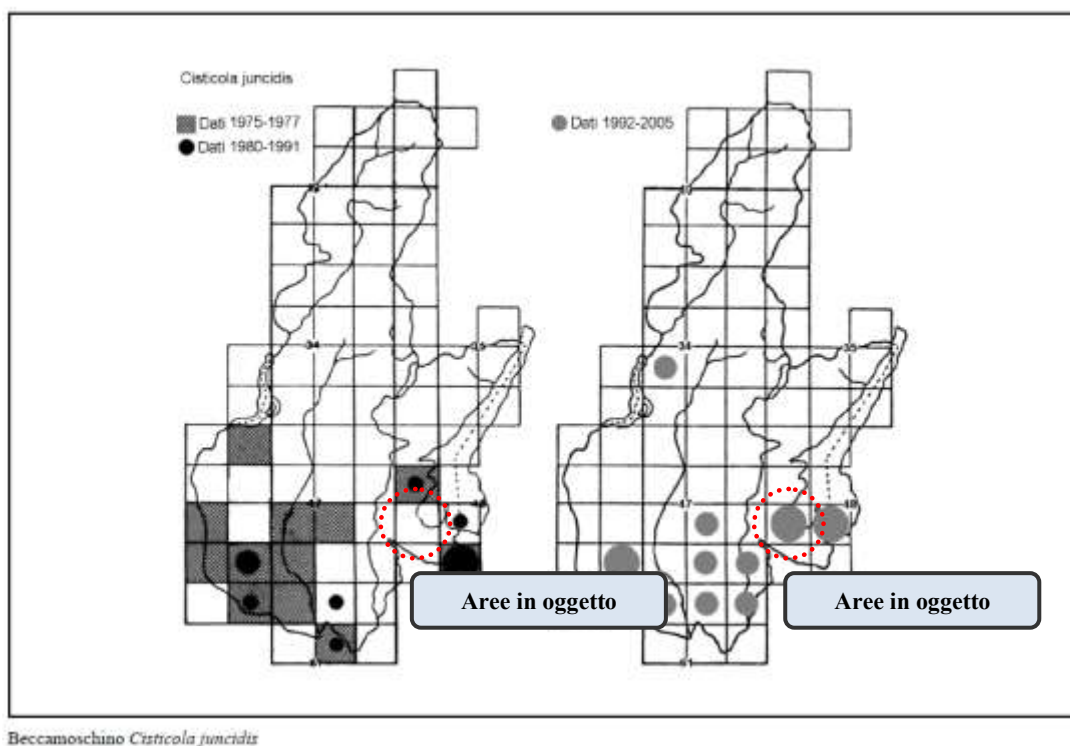 Cisticola juncidis
Dati 1975-1977
Dati 1980-1991
Dati 1992-2005
34
35
34
35
47
48
47
48
61
61
Aree in oggetto
Aree in oggetto
Beccamoschino Cisticola juncidis